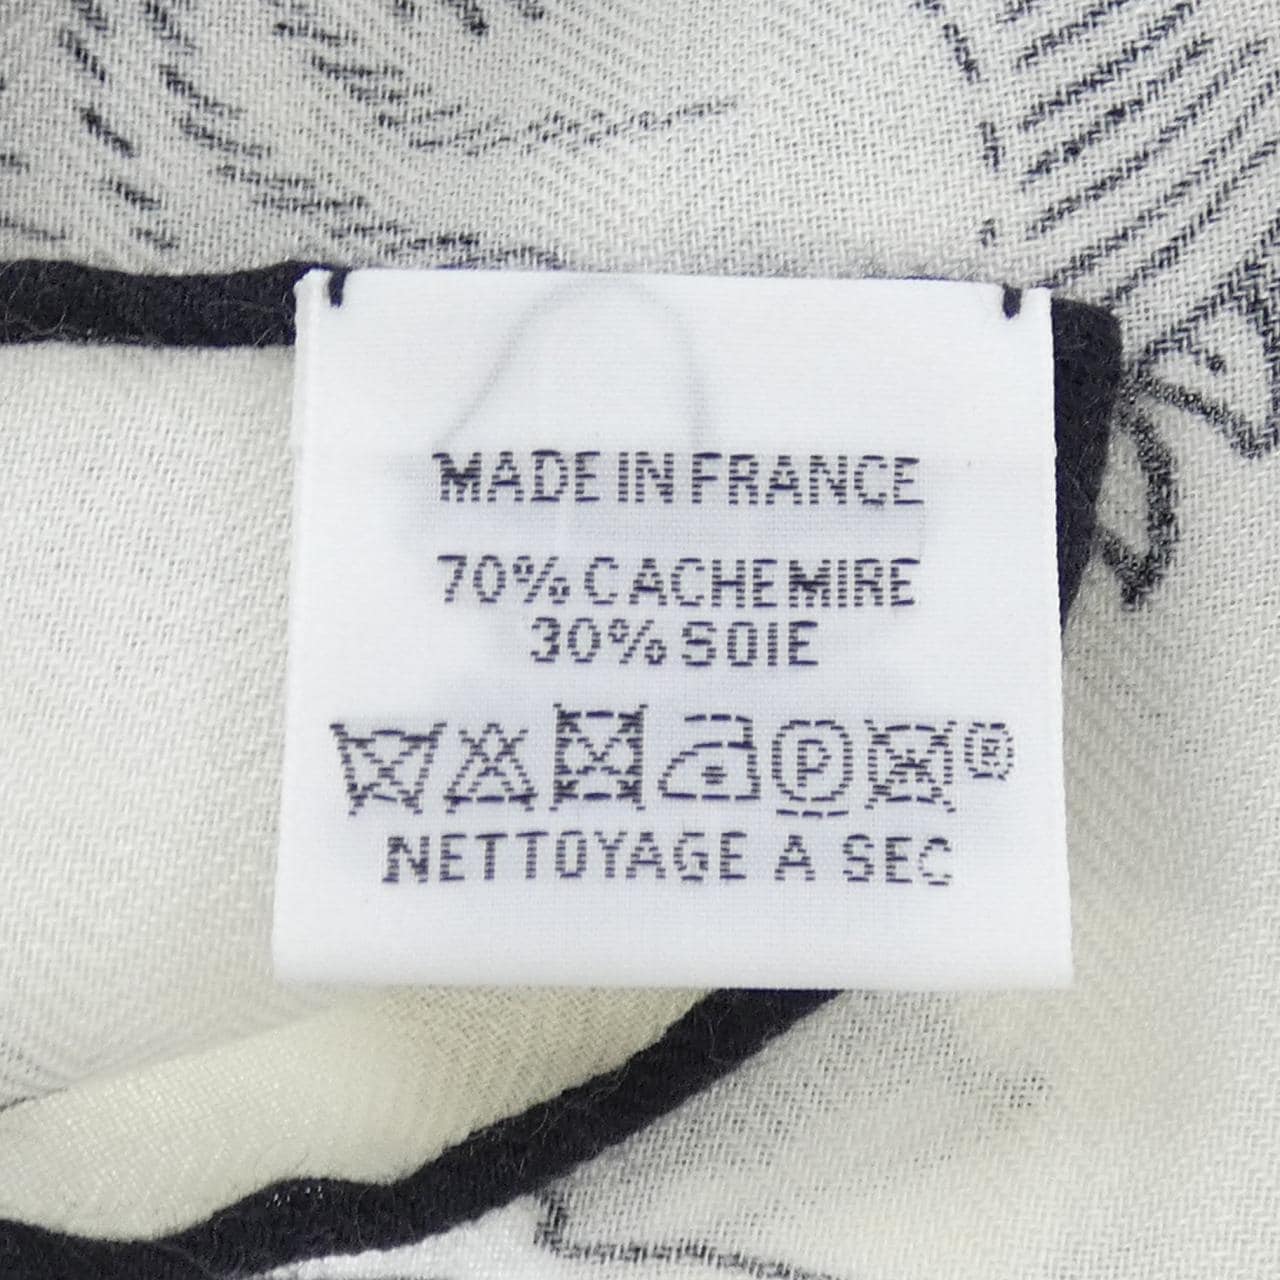 MADE IN FRANCE
70% CACHEMIRE
30% SOIE
P ®
NETTOYAGE A SEC